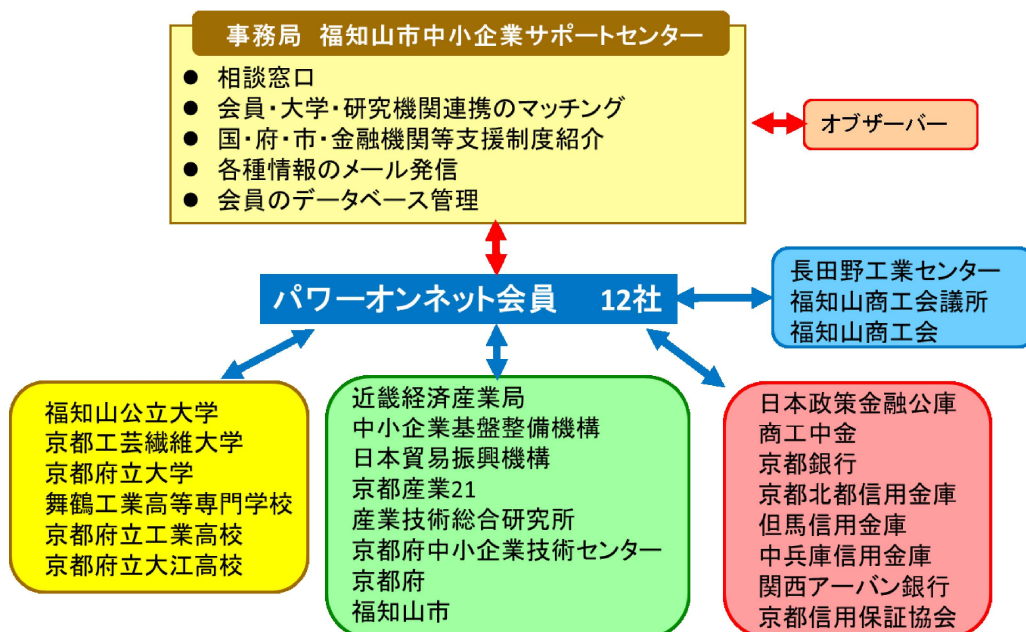 事務局 福知山市中小企業サポートセンター
● 相談窓口
● 会員・大学・研究機関連携のマッチング
● 国・府・市・金融機関等支援制度紹介
● 各種情報のメール発信
● 会員のデータベース管理
オブザーバー
パワーオンネット会員 12社
長田野工業センター
福知山商工会議所
福知山商工会
福知山公立大学
京都工芸繊維大学
京都府立大学
舞鶴工業高等専門学校
京都府立工業高校
京都府立大江高校
近畿経済産業局
中小企業基盤整備機構
日本貿易振興機構
京都産業21
産業技術総合研究所
京都府中小企業技術センター
京都府
福知山市
日本政策金融公庫
商工中金
京都銀行
京都北都信用金庫
但馬信用金庫
中兵庫信用金庫
関西アーバン銀行
京都信用保証協会